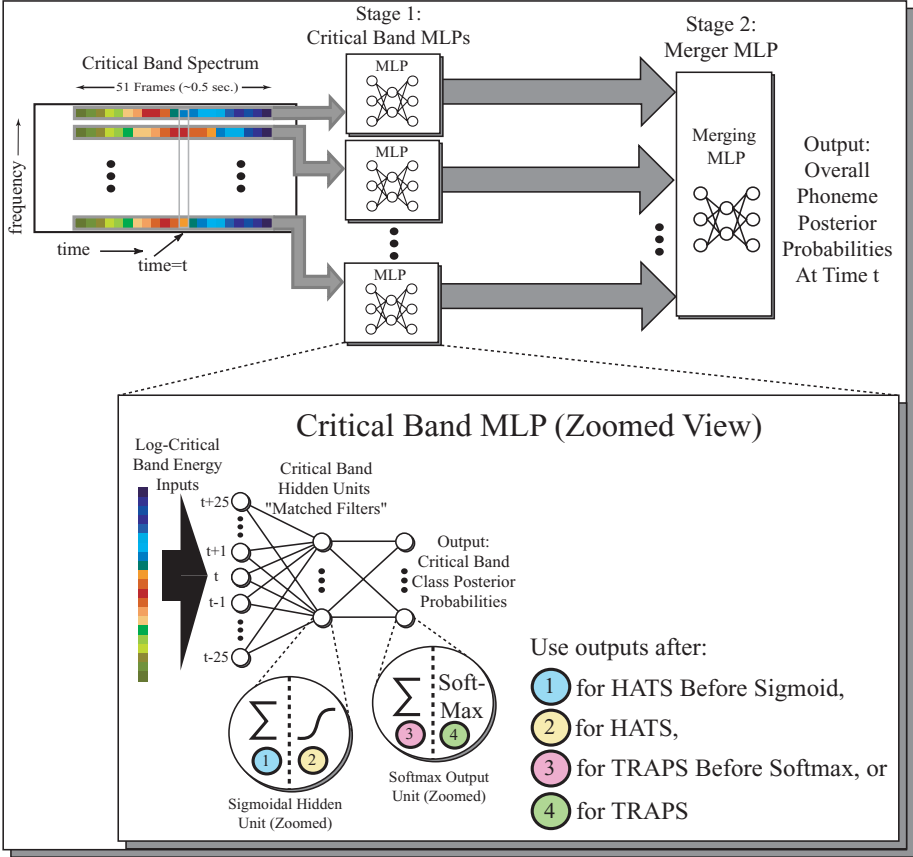 Stage 1:
Critical Band MLPs
Stage 2:
Merger MLP
Critical Band Spectrum
51 Frames (~0.5 sec.)
frequency
time
time=t
MLP
MLP
MLP
Merging
MLP
Output:
Overall
Phoneme
Posterior
Probabilities
At Time t
Critical Band MLP (Zoomed View)
Log-Critical
Band Energy
Inputs
Critical Band
Hidden Units
"Matched Filters"
t+25
t+1
t
t-1
t-25
Output:
Critical Band
Class Posterior
Probabilities
Σ
1
2
Sigmoidal Hidden
Unit (Zoomed)
Σ
Soft-
Max
3
4
Softmax Output
Unit (Zoomed)
Use outputs after:
1 for HATS Before Sigmoid,
2 for HATS,
3 for TRAPS Before Softmax, or
4 for TRAPS